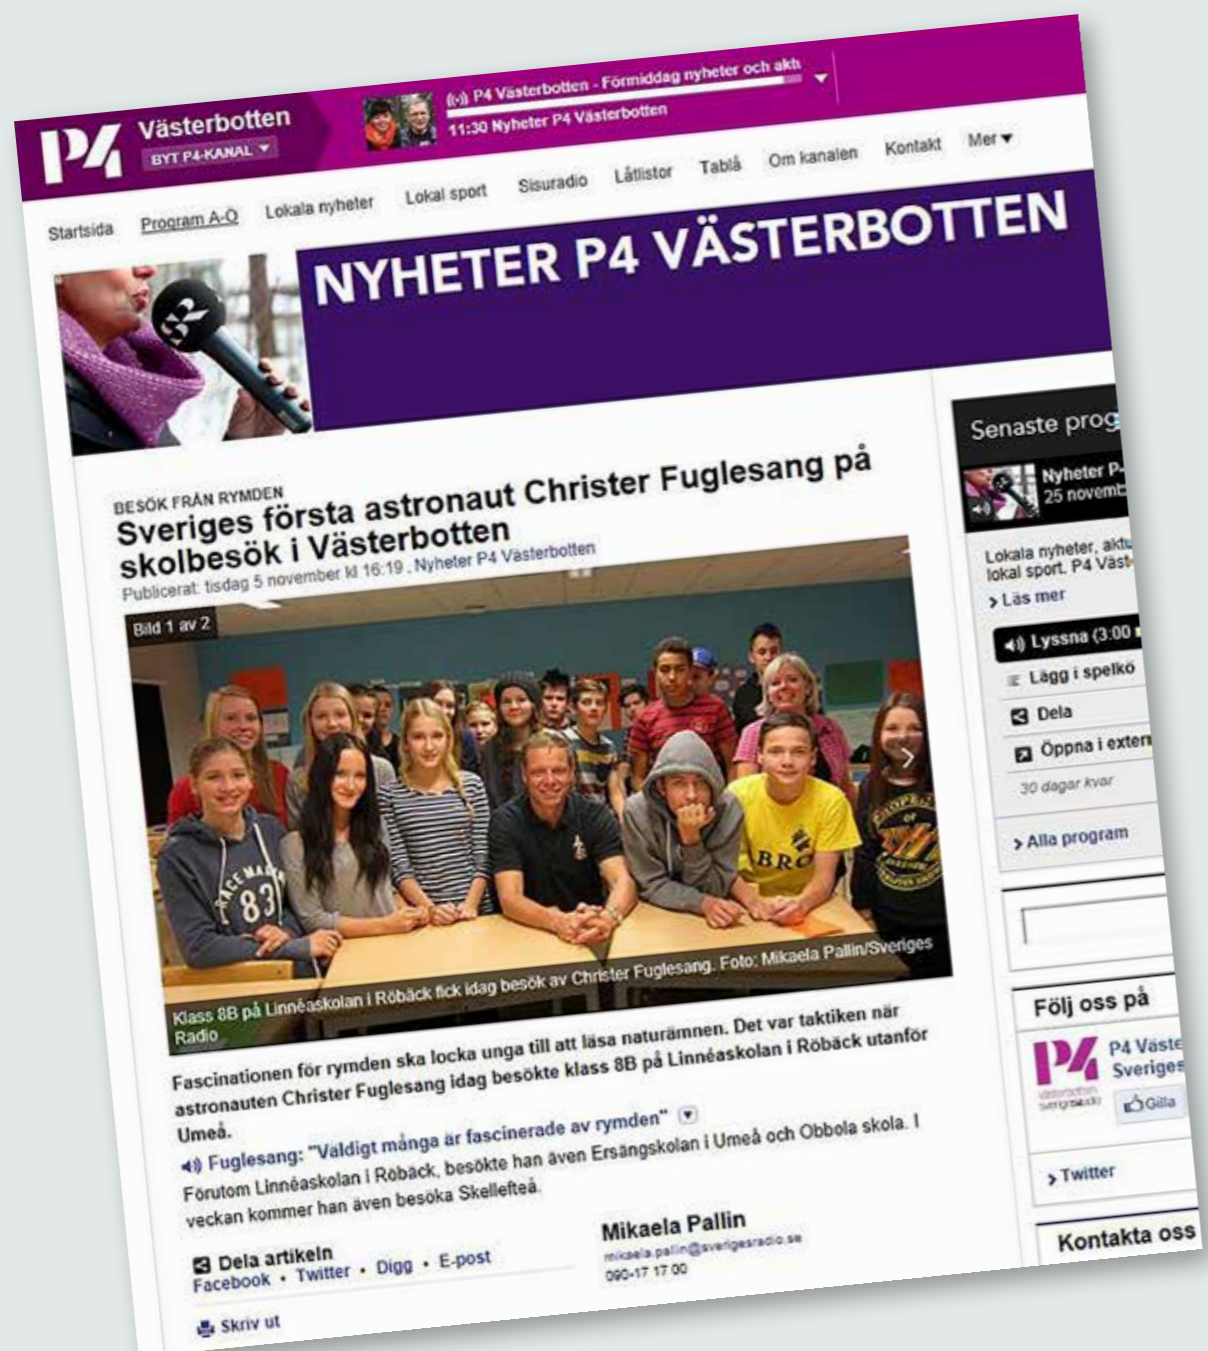 P4 Västerbotten
BYT P4-KANAL
P4 Västerbotten - Förmiddag nyheter och akt
11:30 Nyheter P4 Västerbotten
Startsida Program A-Ö Lokala nyheter Lokal sport Sisuradio Låtlistor Tablå Om kanalen Kontakt Mer
SR
NYHETER P4 VÄSTERBOTTEN
BESÖK FRÅN RYMDEN
Sveriges första astronaut Christer Fuglesang på
skolbesök i Västerbotten
Publicerat: tisdag 5 november kl 16:19 , Nyheter P4 Västerbotten
Bild 1 av 2
83
BRO
OF
Klass 8B på Linnéaskolan i Röbäck fick idag besök av Christer Fuglesang. Foto: Mikaela Pallin/Sveriges
Radio
Fascinationen för rymden ska locka unga till att läsa naturämnen. Det var taktiken när
astronauten Christer Fuglesang idag besökte klass 8B på Linnéaskolan i Röbäck utanför
Umeå.
Fuglesang: "Väldigt många är fascinerade av rymden"
Förutom Linnéaskolan i Röbäck, besökte han även Ersängskolan i Umeå och Obbola skola. I
veckan kommer han även besöka Skellefteå.
Dela artikeln
Facebook • Twitter • Digg • E-post
Skriv ut
Mikaela Pallin
mikaela.pallin@sverigesradio.se
090-17 17 00
Senaste prog
Nyheter P
25 novemb
Lokala nyheter, aktu
lokal sport. P4 Väst
Läs mer
Lyssna (3:00
Lägg i spelkö
Dela
Öppna i extern
30 dagar kvar
Alla program
Följ oss på
P4 P4 Väste
Sveriges
västerbotten
sverigesradio
Gilla
Twitter
Kontakta oss